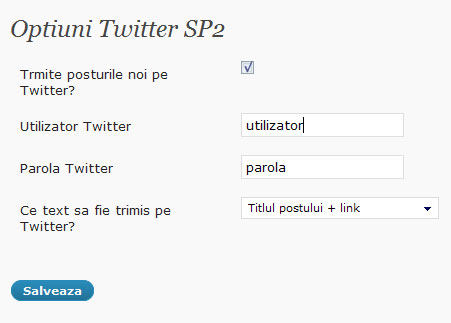 Optiuni Twitter SP2
Trmite posturile noi pe
Twitter?
Utilizator Twitter
utilizator
Parola Twitter
parola
Ce text sa fie trimis pe
Twitter?
Titlul postului + link
Salveaza